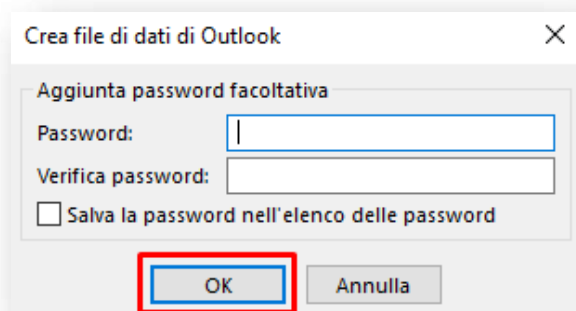 Crea file di dati di Outlook
Aggiunta password facoltativa
Password:
Verifica password:
Salva la password nell'elenco delle password
OK Annulla